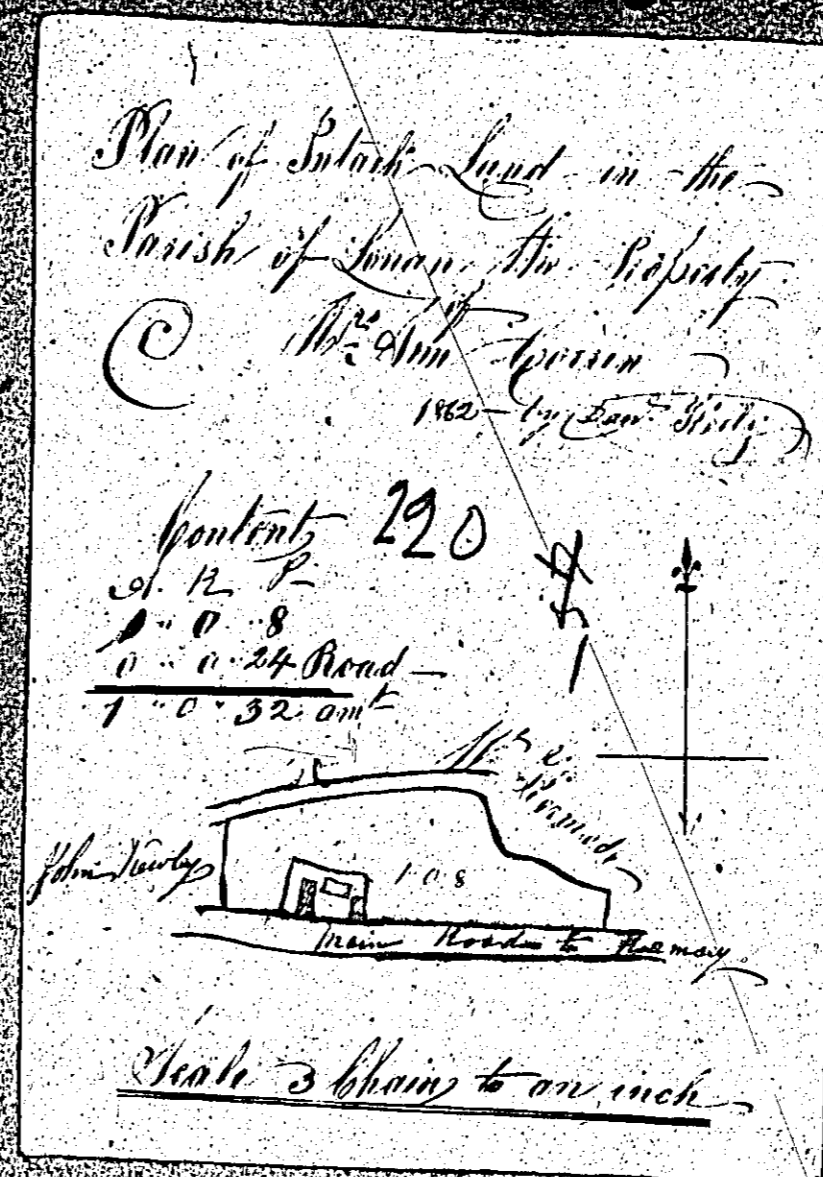 Plan of Intack Land in the
Parish of Lonan the Property
of
Mrs Ann Corrin
1862 - by
Content 220
A. R. P.
1 " 0 " 8
0 " 0 " 24 Road
1 " 0 " 32 amt
1
John Kewley
1 0 8
Main Road to Ramsey
Scale 3 Chains to an inch